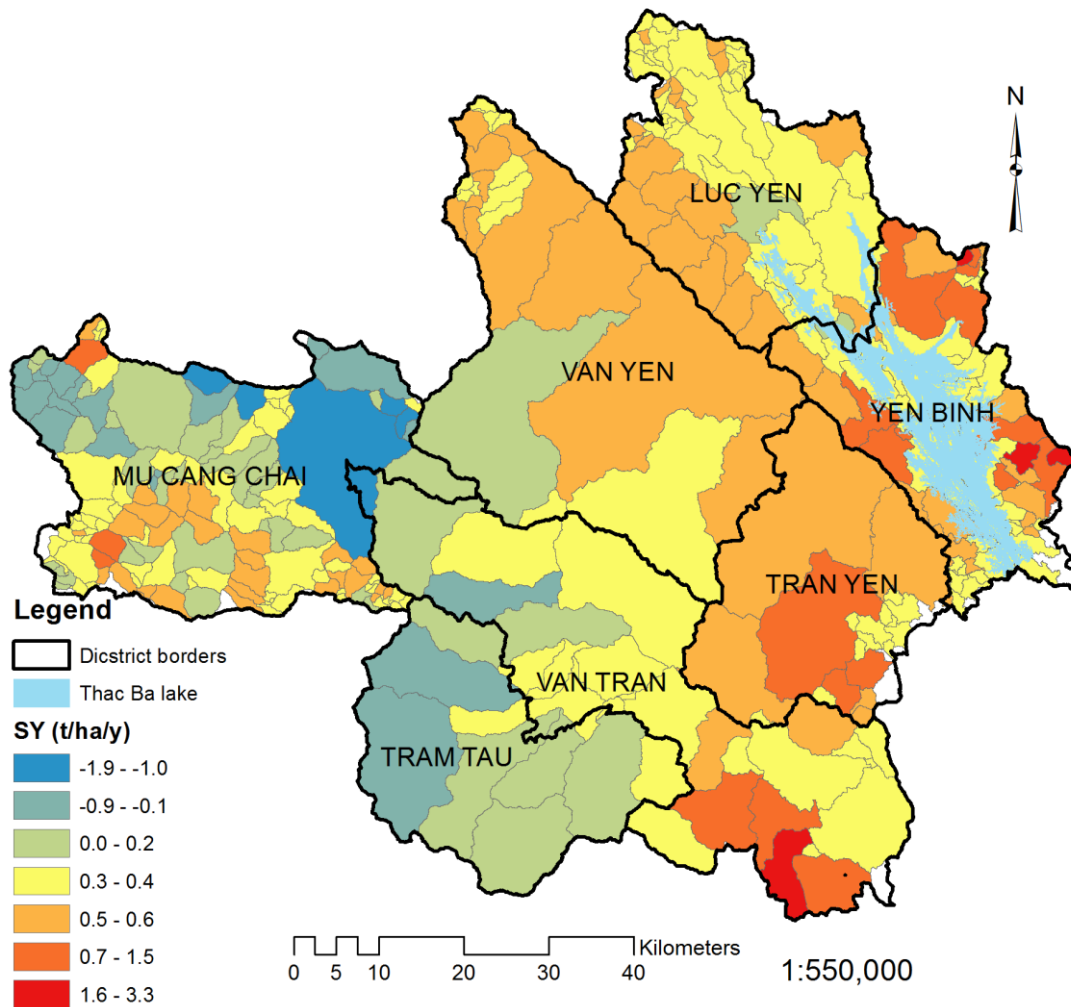 N
LUC YEN
VAN YEN
YEN BINH
MU CANG CHAI
TRAN YEN
VAN TRAN
TRAM TAU
Legend
Dicstrict borders
Thac Ba lake
SY (t/ha/y)
-1.9 - -1.0
-0.9 - -0.1
0.0 - 0.2
0.3 - 0.4
0.5 - 0.6
0.7 - 1.5
1.6 - 3.3
Kilometers
0 5 10 20 30 40
1:550,000